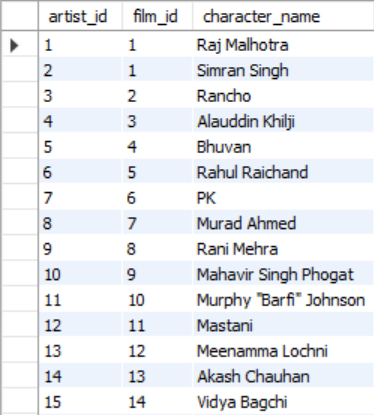 artist_id film_id character_name
1 1 Raj Malhotra
2 1 Simran Singh
3 2 Rancho
4 3 Alauddin Khilji
5 4 Bhuvan
6 5 Rahul Raichand
7 6 PK
8 7 Murad Ahmed
9 8 Rani Mehra
10 9 Mahavir Singh Phogat
11 10 Murphy "Barfi" Johnson
12 11 Mastani
13 12 Meenamma Lochni
14 13 Akash Chauhan
15 14 Vidya Bagchi